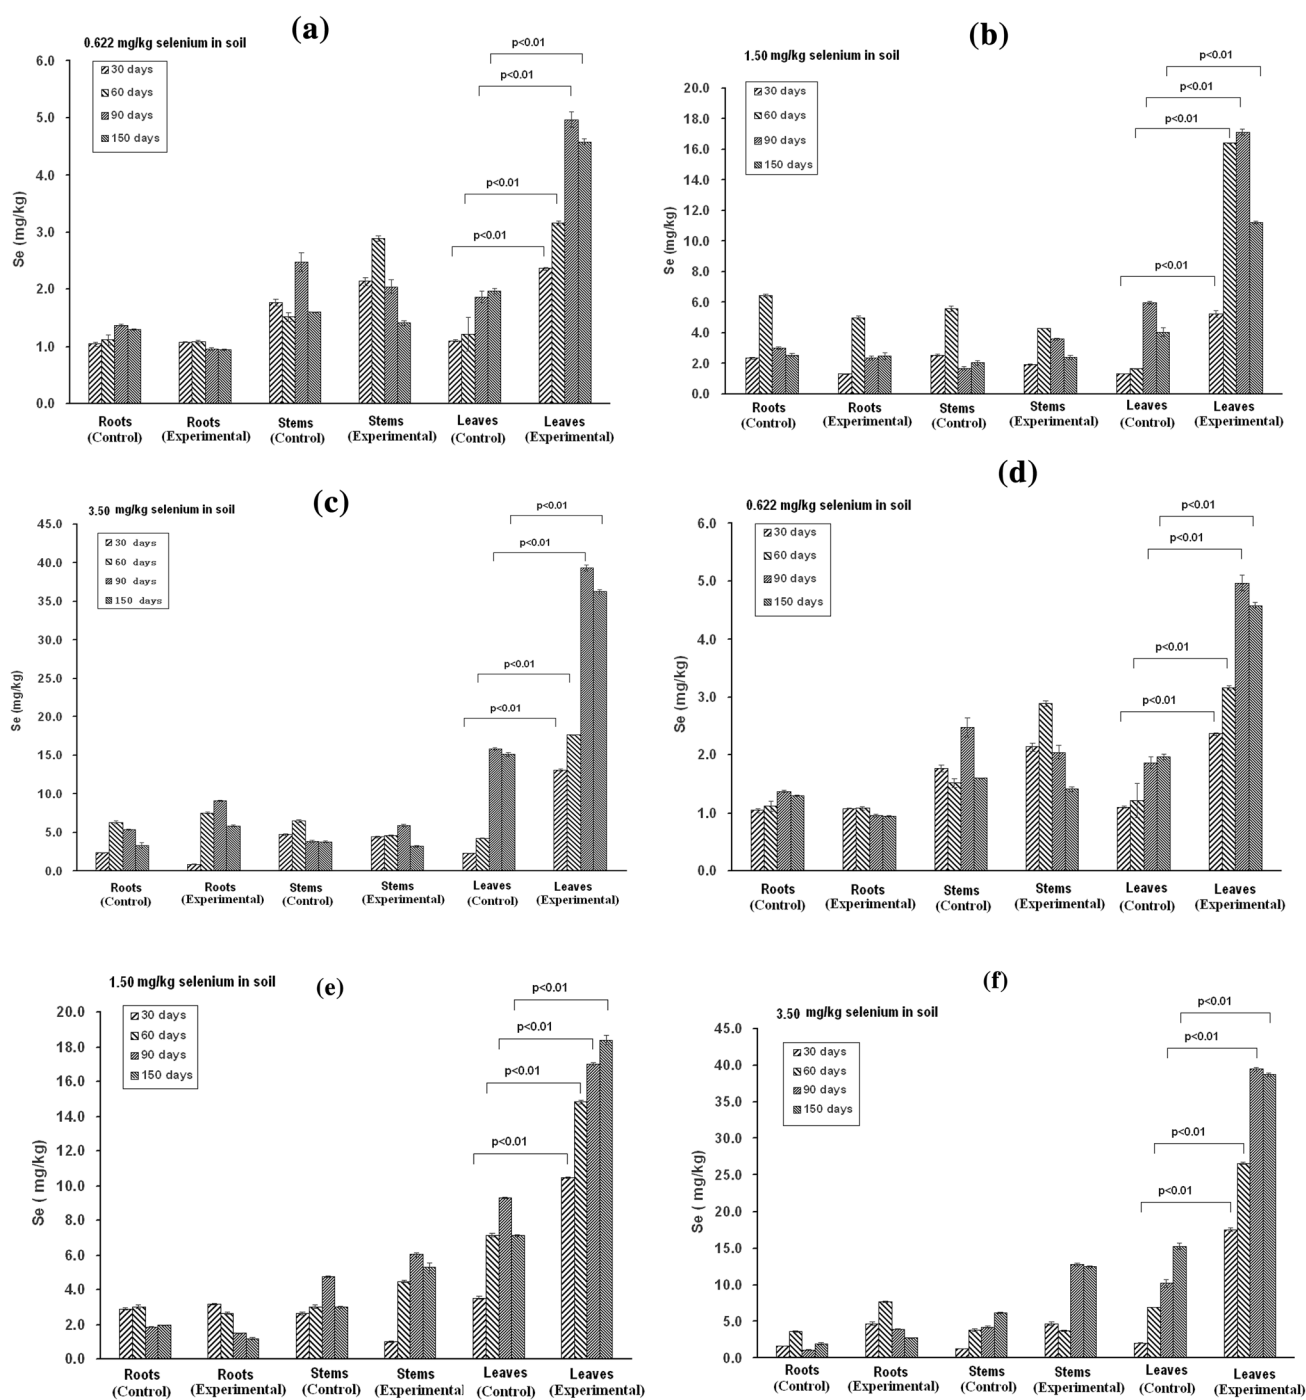 (a)
0.622 mg/kg selenium in soil
30 days
60 days
90 days
150 days
p<0.01
p<0.01
p<0.01
p<0.01
6.0
5.0
4.0
3.0
2.0
1.0
0.0
Se (mg/kg)
Roots (Control)
Roots (Experimental)
Stems (Control)
Stems (Experimental)
Leaves (Control)
Leaves (Experimental)
(b)
1.50 mg/kg selenium in soil
30 days
60 days
90 days
150 days
p<0.01
p<0.01
p<0.01
p<0.01
20.0
18.0
16.0
14.0
12.0
10.0
8.0
6.0
4.0
2.0
0.0
Se (mg/kg)
Roots (Control)
Roots (Experimental)
Stems (Control)
Stems (Experimental)
Leaves (Control)
Leaves (Experimental)
(c)
3.50 mg/kg selenium in soil
30 days
60 days
90 days
150 days
p<0.01
p<0.01
p<0.01
p<0.01
45.0
40.0
35.0
30.0
25.0
20.0
15.0
10.0
5.0
0.0
Se (mg/kg)
Roots (Control)
Roots (Experimental)
Stems (Control)
Stems (Experimental)
Leaves (Control)
Leaves (Experimental)
(d)
0.622 mg/kg selenium in soil
30 days
60 days
90 days
150 days
p<0.01
p<0.01
p<0.01
p<0.01
6.0
5.0
4.0
3.0
2.0
1.0
0.0
Se (mg/kg)
Roots (Control)
Roots (Experimental)
Stems (Control)
Stems (Experimental)
Leaves (Control)
Leaves (Experimental)
(e)
1.50 mg/kg selenium in soil
30 days
60 days
90 days
150 days
p<0.01
p<0.01
p<0.01
p<0.01
20.0
18.0
16.0
14.0
12.0
10.0
8.0
6.0
4.0
2.0
0.0
Se ( mg/kg)
Roots (Control)
Roots (Experimental)
Stems (Control)
Stems (Experimental)
Leaves (Control)
Leaves (Experimental)
(f)
3.50 mg/kg selenium in soil
30 days
60 days
90 days
150 days
p<0.01
p<0.01
p<0.01
p<0.01
45.0
40.0
35.0
30.0
25.0
20.0
15.0
10.0
5.0
0.0
Se ( mg/kg)
Roots (Control)
Roots (Experimental)
Stems (Control)
Stems (Experimental)
Leaves (Control)
Leaves (Experimental)